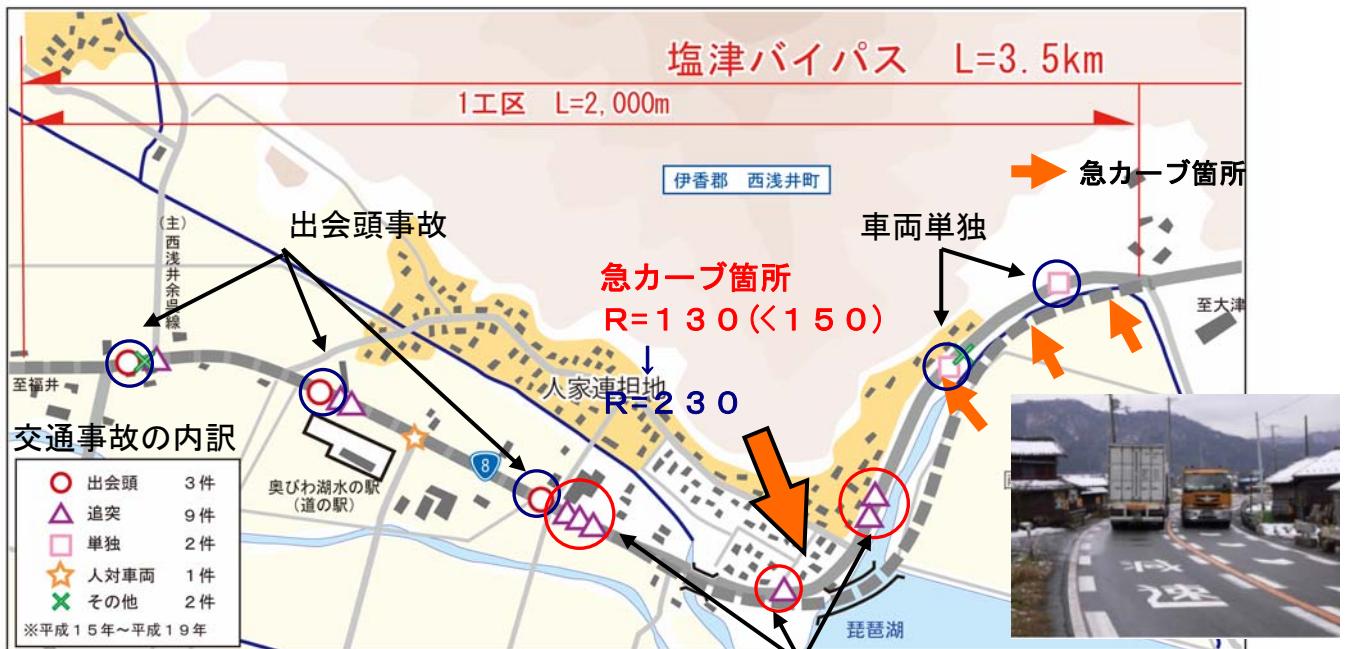 塩津バイパス L=3.5km
1工区 L=2,000m
伊香郡 西浅井町
急カーブ箇所
出会頭事故
車両単独
(主)
西浅井余呉線
急カーブ箇所
R=130(<150)
↓
R=230
人家連担地
至大津
至福井
8
奥びわ湖水の駅
(道の駅)
琵琶湖
減速
交通事故の内訳
出会頭 3件
追突 9件
単独 2件
人対車両 1件
その他 2件
※平成15年~平成19年